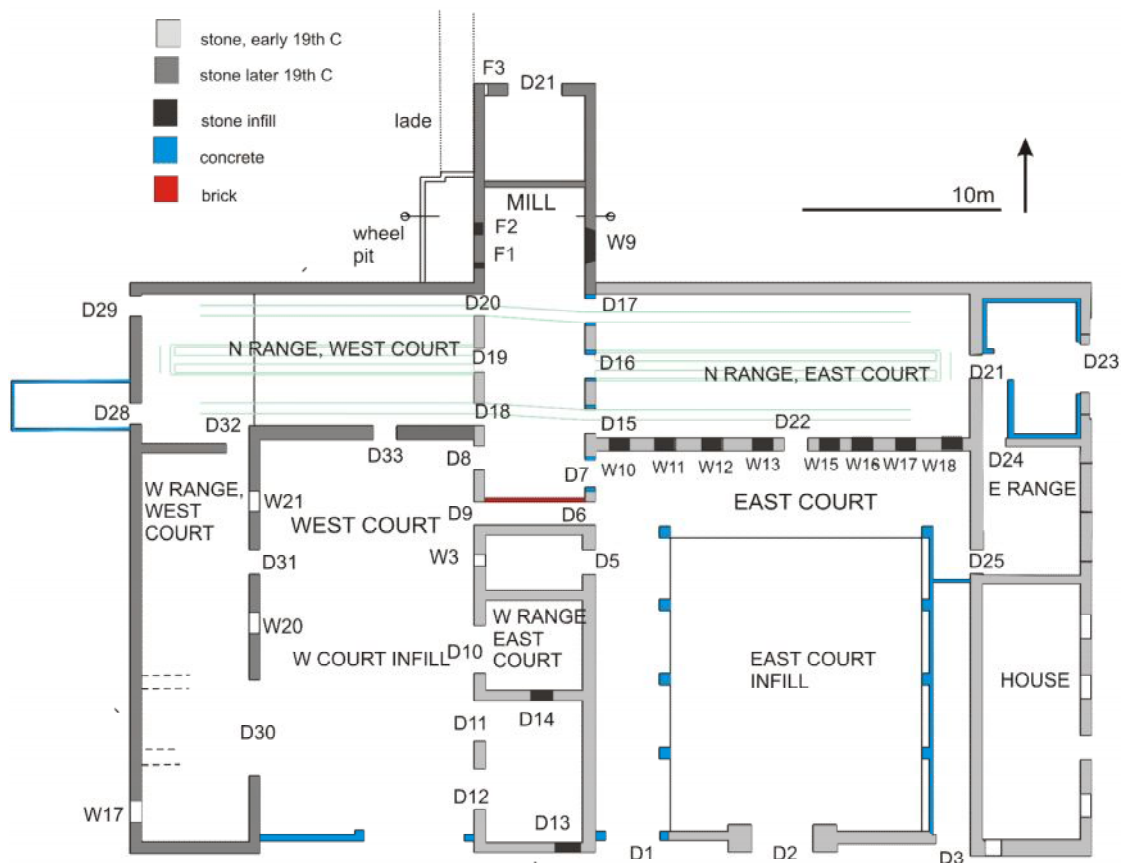 stone, early 19th C
stone later 19th C
stone infill
concrete
brick
F3
D21
lade
10m
MILL
wheel
pit
F2
F1
W9
D29
D20
D17
N RANGE, WEST COURT
D19
D16
N RANGE, EAST COURT
D21
D23
D28
D32
D33
D18
D15
D22
D8
D7
W10
W11
W12
W13
W15
W16
W17
W18
D24
W RANGE,
WEST
COURT
W21
WEST COURT
D9
D6
EAST COURT
E RANGE
D31
W3
D5
D25
W20
W COURT INFILL
D10
W RANGE
EAST
COURT
EAST COURT
INFILL
HOUSE
D30
D11
D14
W17
D12
D13
D1
D2
D3